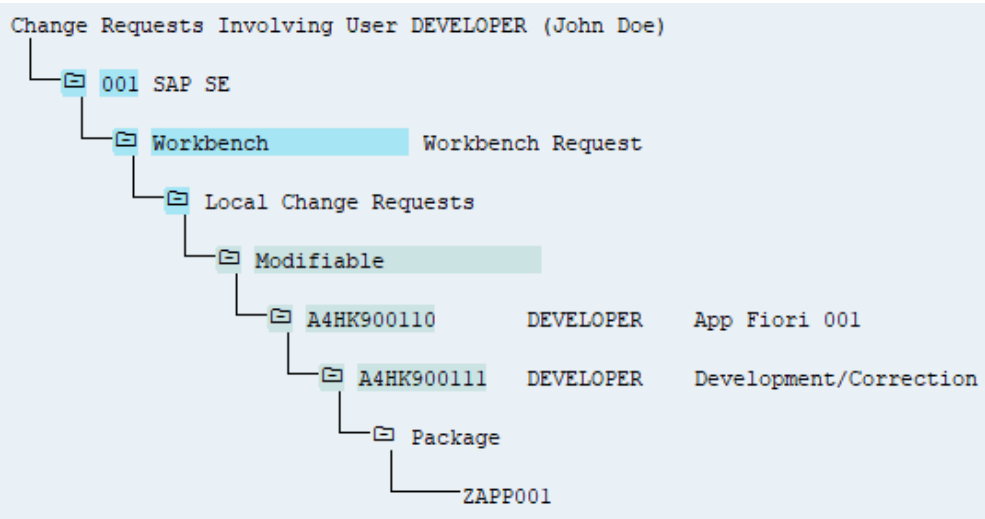 Change Requests Involving User DEVELOPER (John Doe)
001 SAP SE
Workbench Workbench Request
Local Change Requests
Modifiable
A4HK900110 DEVELOPER App Fiori 001
A4HK900111 DEVELOPER Development/Correction
Package
ZAPP001